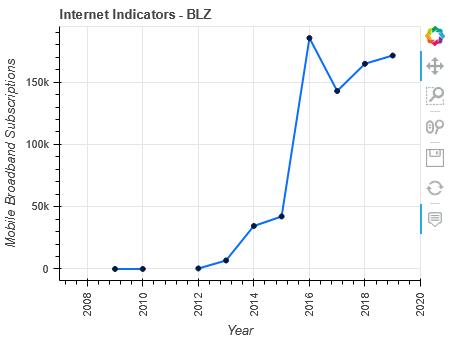 Internet Indicators - BLZ
Mobile Broadband Subscriptions
150k
100k
50k
0
2008
2010
2012
2014
2016
2018
2020
Year